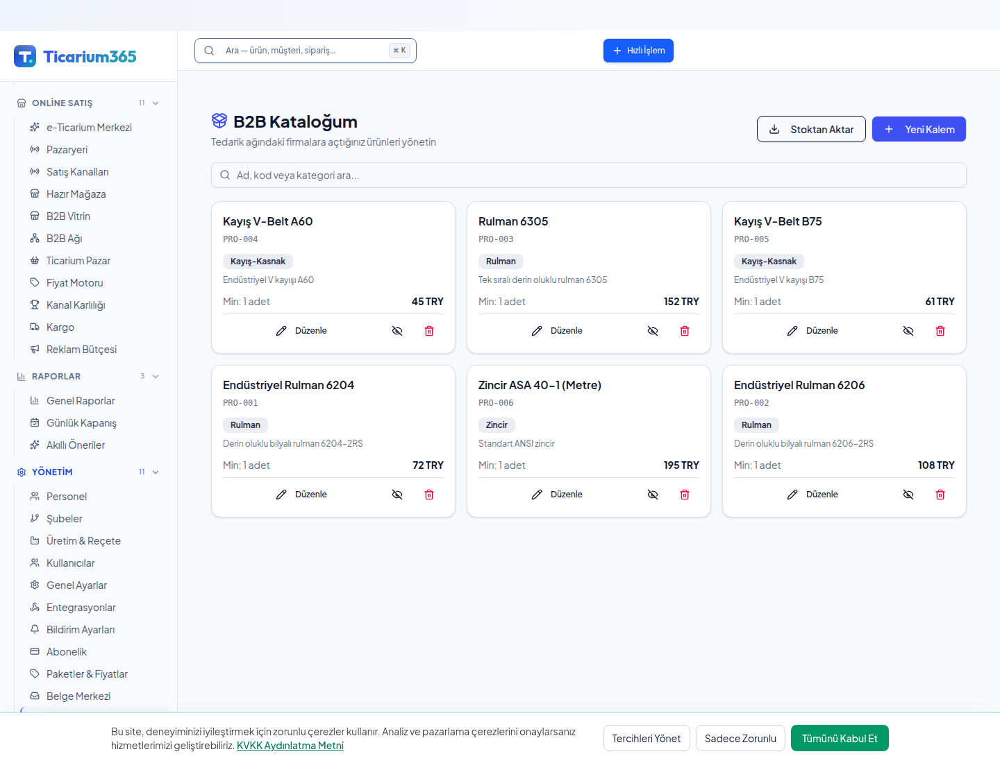 Ticarium365
Ara — ürün, müşteri, sipariş...
⌘ K
Hızlı İşlem
ONLİNE SATIŞ 11
e-Ticarium Merkezi
Pazaryeri
Satış Kanalları
Hazır Mağaza
B2B Vitrin
B2B Ağı
Ticarium Pazar
Fiyat Motoru
Kanal Karlılığı
Kargo
Reklam Bütçesi
RAPORLAR 3
Genel Raporlar
Günlük Kapanış
Akıllı Öneriler
YÖNETİM 11
Personel
Şubeler
Üretim & Reçete
Kullanıcılar
Genel Ayarlar
Entegrasyonlar
Bildirim Ayarları
Abonelik
Paketler & Fiyatlar
Belge Merkezi
B2B Kataloğum
Tedarik ağındaki firmalara açtığınız ürünleri yönetin
Stoktan Aktar
Yeni Kalem
Ad, kod veya kategori ara...
Kayış V-Belt A60
PRO-004
Kayış-Kasnak
Endüstriyel V kayışı A60
Min: 1 adet 45 TRY
Düzenle
Rulman 6305
PRO-003
Rulman
Tek sıralı derin oluklu rulman 6305
Min: 1 adet 152 TRY
Düzenle
Kayış V-Belt B75
PRO-005
Kayış-Kasnak
Endüstriyel V kayışı B75
Min: 1 adet 61 TRY
Düzenle
Endüstriyel Rulman 6204
PRO-001
Rulman
Derin oluklu bilyalı rulman 6204-2RS
Min: 1 adet 72 TRY
Düzenle
Zincir ASA 40-1 (Metre)
PRO-006
Zincir
Standart ANSI zincir
Min: 1 adet 195 TRY
Düzenle
Endüstriyel Rulman 6206
PRO-002
Rulman
Derin oluklu bilyalı rulman 6206-2RS
Min: 1 adet 108 TRY
Düzenle
Bu site, deneyiminizi iyileştirmek için zorunlu çerezler kullanır. Analiz ve pazarlama çerezlerini onaylarsanız
hizmetlerimizi geliştirebiliriz. KVKK Aydınlatma Metni
Tercihleri Yönet
Sadece Zorunlu
Tümünü Kabul Et